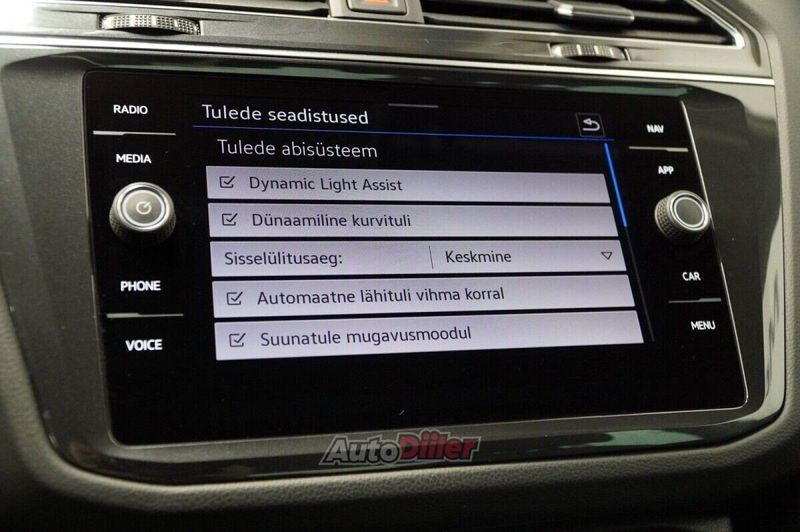 RADIO
MEDIA
PHONE
VOICE
Tulede seadistused
Tulede abisüsteem
Dynamic Light Assist
Dünaamiline kurvituli
Sisselülitusaeg: Keskmine
Automaatne lähituli vihma korral
Suunatule mugavusmoodul
NAV
APP
CAR
MENU
AutoDiller